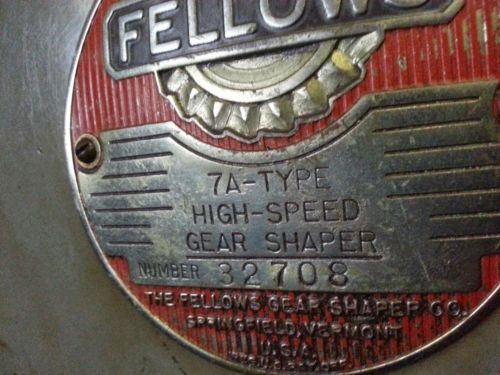 FELLOWS
7A-TYPE
HIGH-SPEED
GEAR SHAPER
NUMBER 32708
THE FELLOWS GEAR SHAPER CO.
SPRINGFIELD, VERMONT
U.S.A.